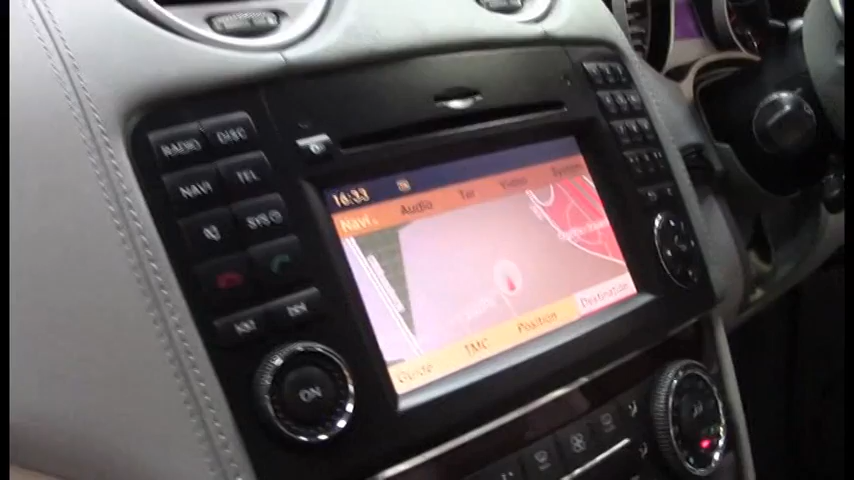 RADIO DISC
NAVI TEL
SYS
ON
16:33
Navi Audio Tel Video System
Guide TMC Position Destination